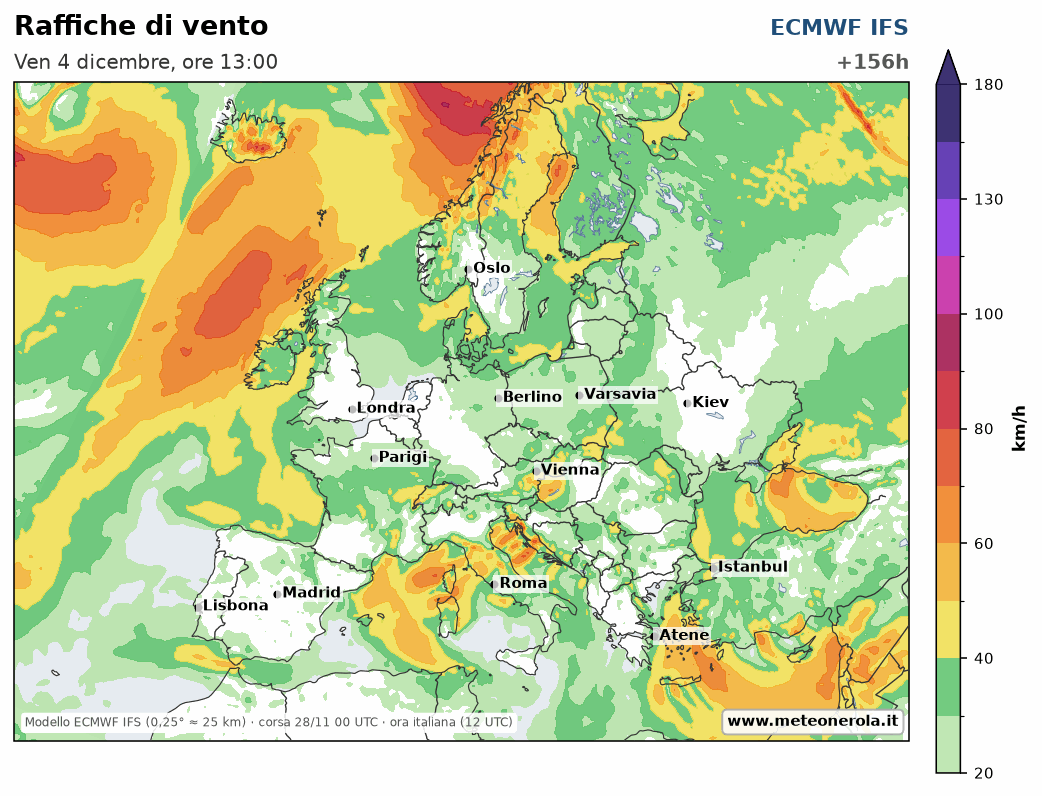 Raffiche di vento
ECMWF IFS
Ven 4 dicembre, ore 13:00
+156h
180
130
100
80
60
40
20
km/h
Oslo
Berlino
Varsavia
Kiev
Londra
Parigi
Vienna
Istanbul
Roma
Madrid
Lisbona
Atene
Modello ECMWF IFS (0,25° ≈ 25 km) · corsa 28/11 00 UTC · ora italiana (12 UTC)
www.meteonerola.it